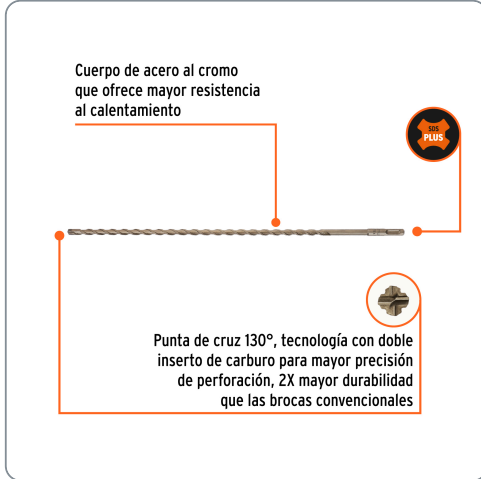 Cuerpo de acero al cromo
que ofrece mayor resistencia
al calentamiento
SDS
PLUS
Punta de cruz 130°, tecnología con doble
inserto de carburo para mayor precisión
de perforación, 2X mayor durabilidad
que las brocas convencionales